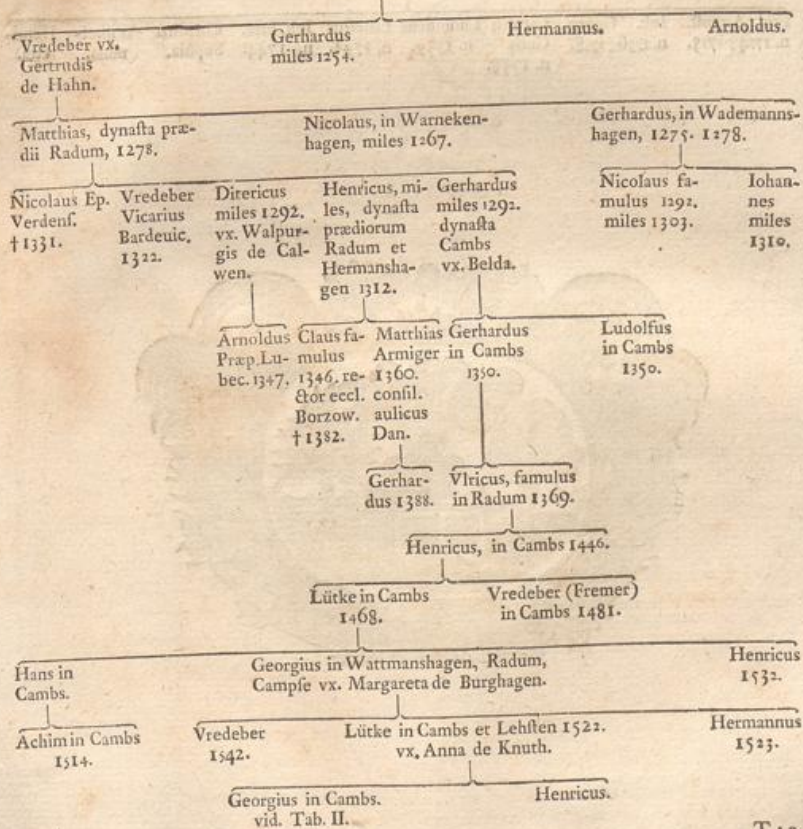 Vredeber vx.
Gertrudis
de Hahn.
Gerhardus
miles 1254.
Hermannus.
Arnoldus.
Matthias, dynaſta præ-
dii Radum, 1278.
Nicolaus, in Warneken-
hagen, miles 1267.
Gerhardus, in Wademanns-
hagen, 1275. 1278.
Nicolaus Ep.
Verdenſ.
† 1331.
Vredeber
Vicarius
Bardeuic.
1322.
Ditericus
miles 1292.
vx. Walpur-
gis de Cal-
wen.
Henricus, mi-
les, dynaſta
prædiorum
Radum et
Hermansha-
gen 1312.
Gerhardus
miles 1292.
dynaſta
Cambs
vx. Belda.
Nicolaus fa-
mulus 1292.
miles 1303.
Iohan-
nes
miles
1310.
Arnoldus
Præp. Lu-
bec. 1347.
Claus fa-
mulus
1346. re-
ctor eccl.
Borzow.
† 1382.
Matthias
Armiger
1360.
conſil.
aulicus
Dan.
Gerhardus
in Cambs
1350.
Ludolfus
in Cambs
1350.
Gerhar-
dus 1388.
Vlricus, famulus
in Radum 1369.
Henricus, in Cambs 1446.
Lütke in Cambs
1468.
Vredeber (Fremer)
in Cambs 1481.
Hans in
Cambs.
Georgius in Wattmanshagen, Radum,
Campſe vx. Margareta de Burghagen.
Henricus
1532.
Achim in Cambs
1514.
Vredeber
1542.
Lütke in Cambs et Lehſten 1522.
vx. Anna de Knuth.
Hermannus
1523.
Georgius in Cambs.
vid. Tab. II.
Henricus.